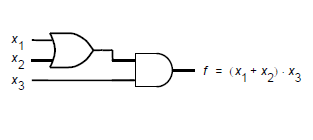 x1
x2
x3
f = (x1 + x2) · x3